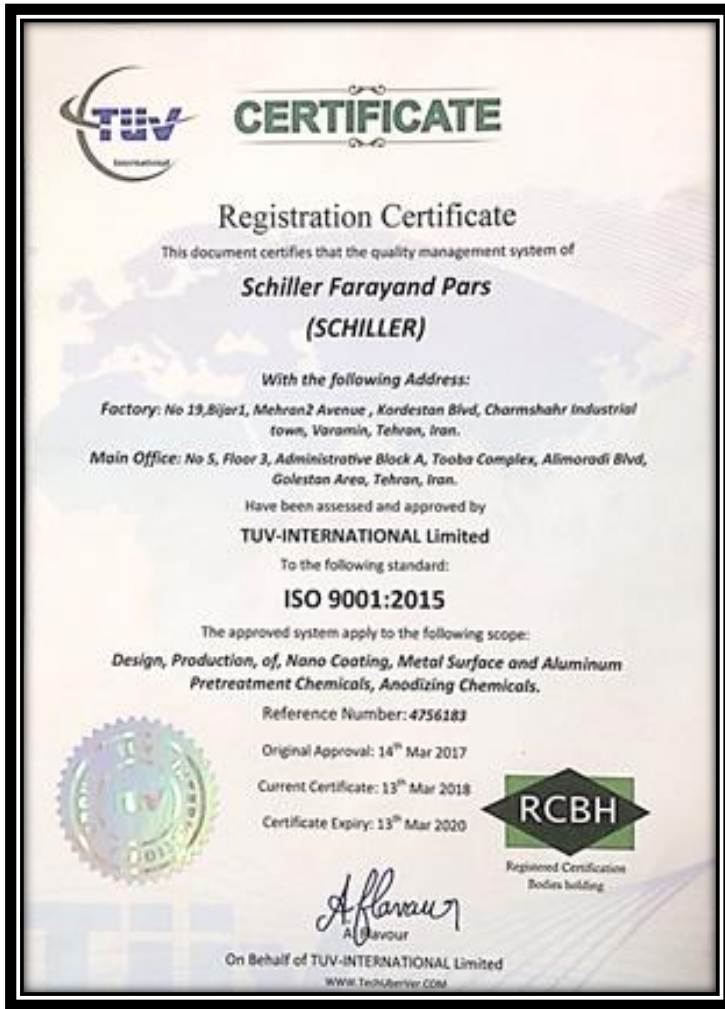 TÜV
International
CERTIFICATE
Registration Certificate
This document certifies that the quality management system of
Schiller Farayand Pars
(SCHILLER)
With the following Address:
Factory: No 19,Bijar1, Mehran2 Avenue , Kordestan Blvd, Charmshahr Industrial
town, Varamin, Tehran, Iran.
Main Office: No 5, Floor 3, Administrative Block A, Tooba Complex, Alimoradi Blvd,
Golestan Area, Tehran, Iran.
Have been assessed and approved by
TUV-INTERNATIONAL Limited
To the following standard:
ISO 9001:2015
The approved system apply to the following scope:
Design, Production, of, Nano Coating, Metal Surface and Aluminum
Pretreatment Chemicals, Anodizing Chemicals.
Reference Number: 4756183
Original Approval: 14th Mar 2017
Current Certificate: 13th Mar 2018
Certificate Expiry: 13th Mar 2020
RCBH
Registered Certification
Bodies holding
A. flavour
On Behalf of TUV-INTERNATIONAL Limited
WWW.TechUberVer.COM